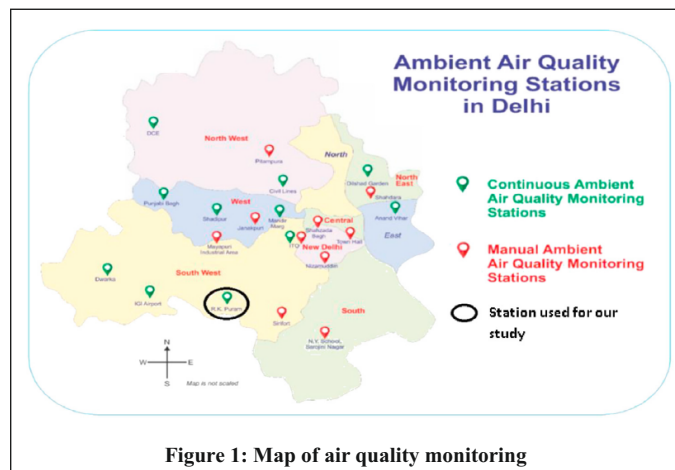 Ambient Air Quality
Monitoring Stations
in Delhi
DCE
North West
Pitampura
North
Dilshad Garden
North
East
Shahdara
Civil Lines
Punjabi Bagh
West
Shadipur
Janakpuri
Mandir
Marg
Central
Shahzada
Bagh
Town Hall
Anand Vihar
East
Mayapuri
Industrial Area
ITO
New Delhi
Nizamuddin
South West
Dwarka
IGI Airport
R.K. Puram
Sirifort
South
N.Y. School,
Sarojini Nagar
Continuous Ambient
Air Quality Monitoring
Stations
Manual Ambient
Air Quality Monitoring
Stations
Station used for our
study
N
W
E
S
Map is not scaled
Figure 1: Map of air quality monitoring